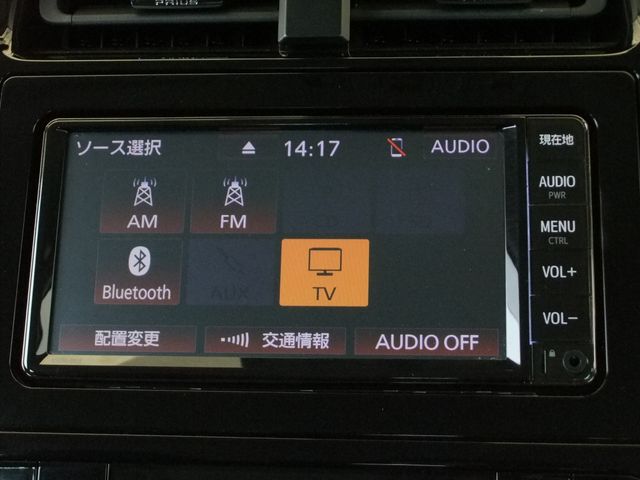 PRIUS
ソース選択 14:17 AUDIO
現在地
AM FM
AUDIO
PWR
MENU
CTRL
Bluetooth AUX TV
VOL+
VOL-
配置変更 交通情報 AUDIO OFF